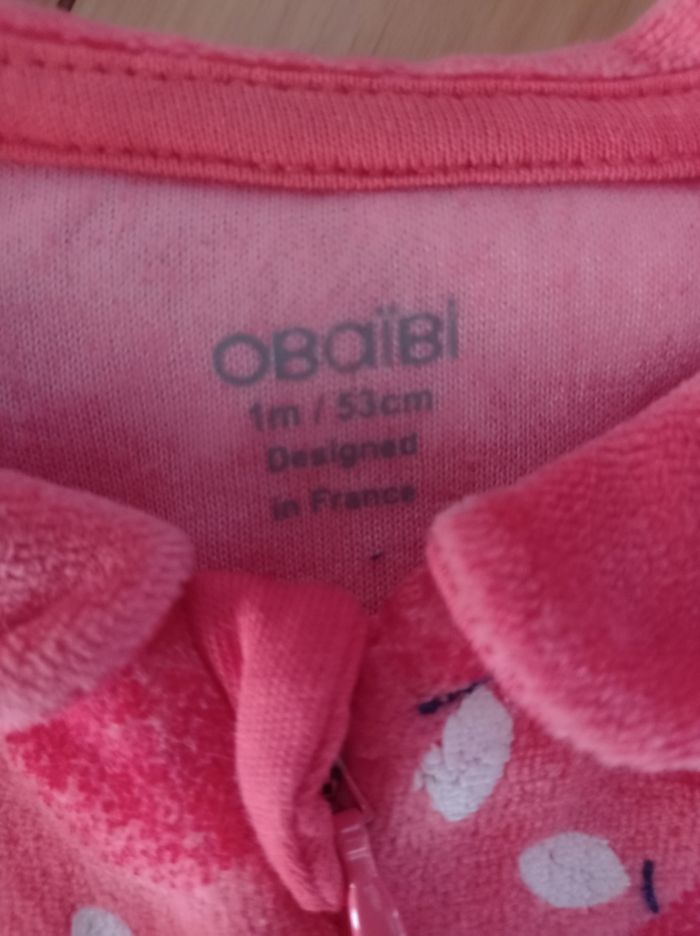 OBaïBI
1m / 53cm
Designed
in France